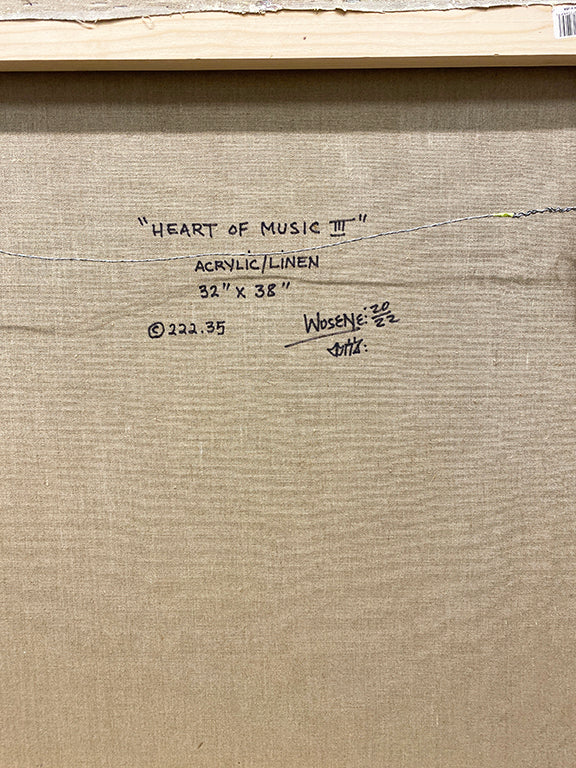 "HEART OF MUSIC III"
ACRYLIC/LINEN
32" X 38"
© 222.35
WOSENE: 20/22